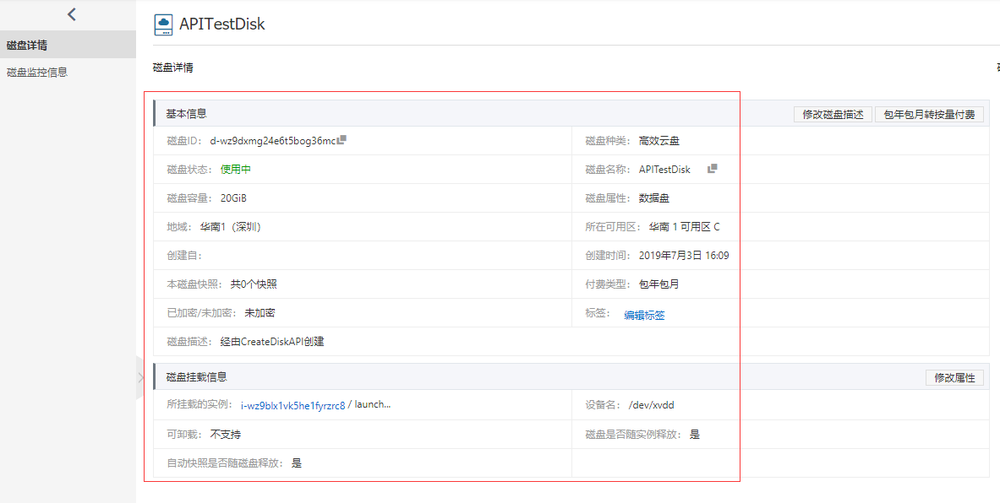 APITestDisk
磁盘详情
磁盘监控信息
磁盘详情
基本信息 修改磁盘描述 包年包月转按量付费
磁盘ID: d-wz9dxmg24e6t5bog36mc 磁盘种类: 高效云盘
磁盘状态: 使用中 磁盘名称: APITestDisk
磁盘容量: 20GiB 磁盘属性: 数据盘
地域: 华南1（深圳） 所在可用区: 华南 1 可用区 C
创建自: 创建时间: 2019年7月3日 16:09
本磁盘快照: 共0个快照 付费类型: 包年包月
已加密/未加密: 未加密 标签: 编辑标签
磁盘描述: 经由CreateDiskAPI创建
磁盘挂载信息 修改属性
所挂载的实例: i-wz9blx1vk5he1fyrzrc8 / launch... 设备名: /dev/xvdd
可卸载: 不支持 磁盘是否随实例释放: 是
自动快照是否随磁盘释放: 是